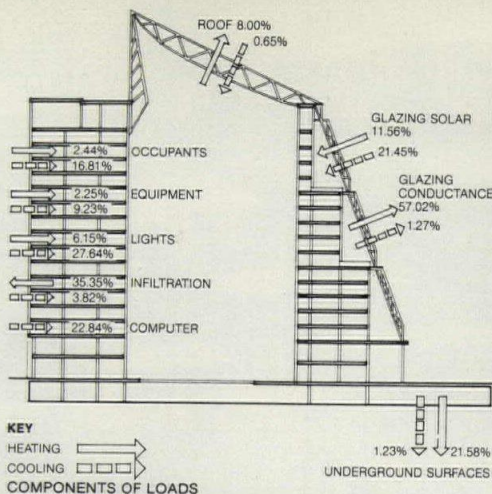 ROOF 8.00%
0.65%
GLAZING SOLAR
11.56%
21.45%
GLAZING
CONDUCTANCE
57.02%
1.27%
2.44% OCCUPANTS
16.81%
2.25% EQUIPMENT
9.23%
6.15% LIGHTS
27.64%
35.35% INFILTRATION
3.82%
22.84% COMPUTER
1.23% 21.58%
UNDERGROUND SURFACES
KEY
HEATING
COOLING
COMPONENTS OF LOADS